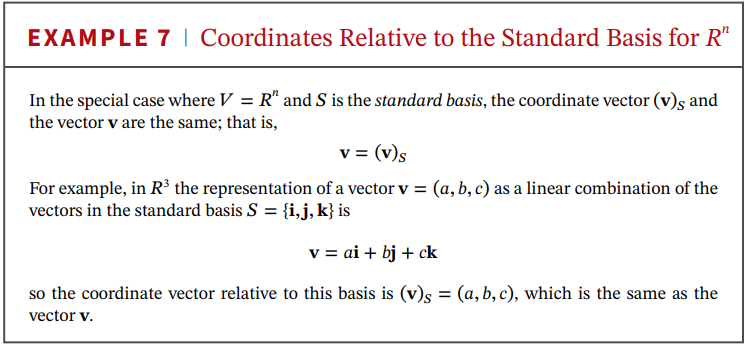 EXAMPLE 7 | Coordinates Relative to the Standard Basis for Rⁿ
In the special case where V = Rⁿ and S is the standard basis, the coordinate vector (v)ₛ and
the vector v are the same; that is,
v = (v)ₛ
For example, in R³ the representation of a vector v = (a, b, c) as a linear combination of the
vectors in the standard basis S = {i, j, k} is
v = ai + bj + ck
so the coordinate vector relative to this basis is (v)ₛ = (a, b, c), which is the same as the
vector v.